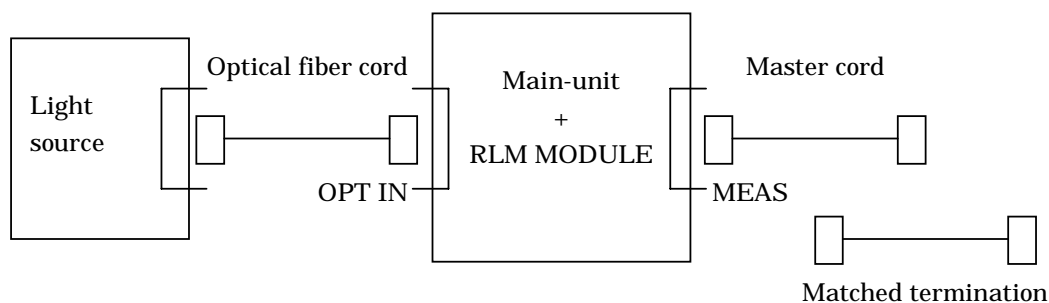 Light
source
Optical fiber cord
OPT IN
Main-unit
+
RLM MODULE
Master cord
MEAS
Matched termination